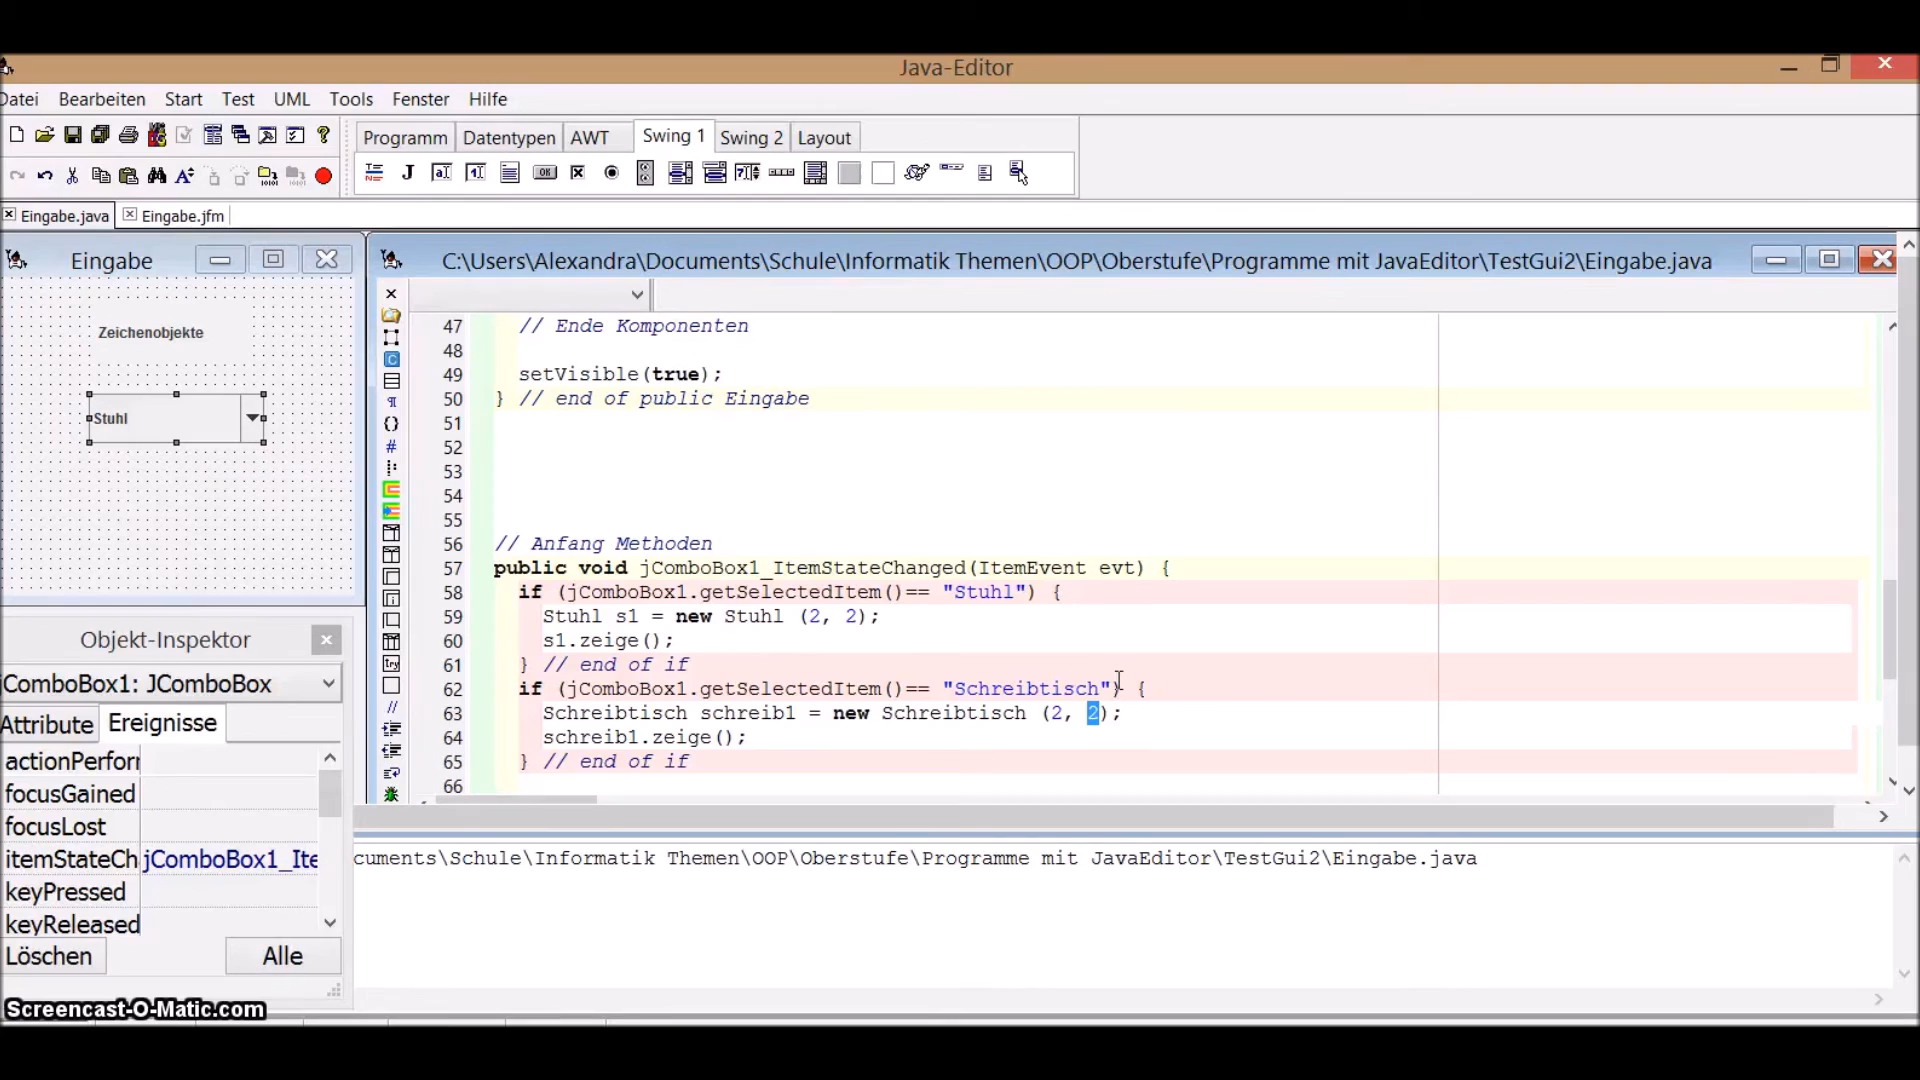 Java-Editor
Datei Bearbeiten Start Test UML Tools Fenster Hilfe
Programm Datentypen AWT Swing 1 Swing 2 Layout
Eingabe.java Eingabe.jfm
Eingabe
C:\Users\Alexandra\Documents\Schule\Informatik Themen\OOP\Oberstufe\Programme mit JavaEditor\TestGui2\Eingabe.java
Zeichenobjekte
Stuhl
47 // Ende Komponenten
48
49 setVisible(true);
50 } // end of public Eingabe
51
52
53
54
55
56 // Anfang Methoden
57 public void jComboBox1_ItemStateChanged(ItemEvent evt) {
58 if (jComboBox1.getSelectedItem()== "Stuhl") {
59 Stuhl s1 = new Stuhl (2, 2);
60 s1.zeige();
61 } // end of if
62 if (jComboBox1.getSelectedItem()== "Schreibtisch") {
63 Schreibtisch schreib1 = new Schreibtisch (2, 2);
64 schreib1.zeige();
65 } // end of if
66
Objekt-Inspektor
jComboBox1: JComboBox
Attribute Ereignisse
actionPerforr
focusGained
focusLost
itemStateCh jComboBox1_Ite
keyPressed
keyReleased
Löschen Alle
cuments\Schule\Informatik Themen\OOP\Oberstufe\Programme mit JavaEditor\TestGui2\Eingabe.java
Screencast-O-Matic.com